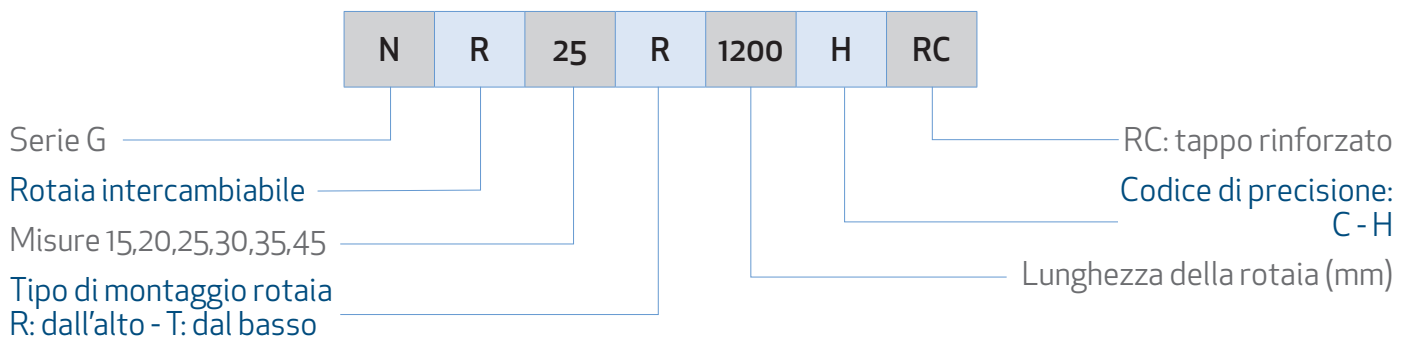 N R 25 R 1200 H RC
Serie G
Rotaia intercambiabile
Misure 15,20,25,30,35,45
Tipo di montaggio rotaia
R: dall'alto - T: dal basso
RC: tappo rinforzato
Codice di precisione:
C - H
Lunghezza della rotaia (mm)